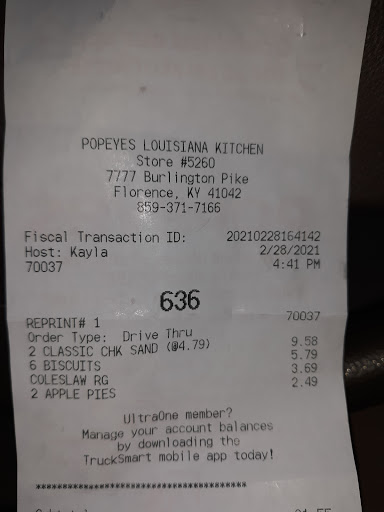 POPEYES LOUISIANA KITCHEN
Store #5260
7777 Burlington Pike
Florence, KY 41042
859-371-7166
Fiscal Transaction ID: 20210228164142
Host: Kayla 2/28/2021
70037 4:41 PM
636
REPRINT# 1 70037
Order Type: Drive Thru
2 CLASSIC CHK SAND (@4.79) 9.58
6 BISCUITS 5.79
COLESLAW RG 3.69
2 APPLE PIES 2.49
UltraOne member?
Manage your account balances
by downloading the
TruckSmart mobile app today!
****************************************